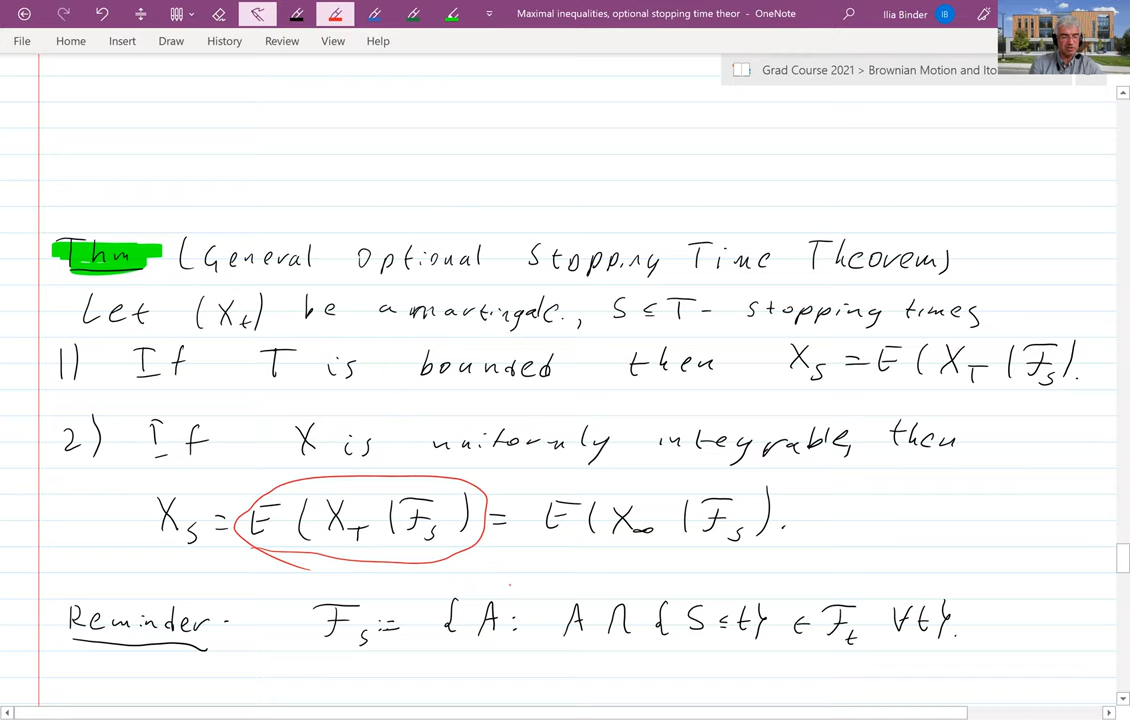 Maximal inequalities, optional stopping time theor - OneNote
Ilia Binder
IB
File Home Insert Draw History Review View Help
Grad Course 2021 > Brownian Motion and Ito
Thm (General Optional Stopping Time Theorem)
Let (X_t) be a martingale, S ≤ T - stopping times
1) If T is bounded then X_S = E(X_T | F_S).
2) If X is uniformly integrable, then
X_S = E(X_T | F_S) = E(X_∞ | F_S).
Reminder. F_S := {A: A ∩ {S ≤ t} ∈ F_t ∀t}.